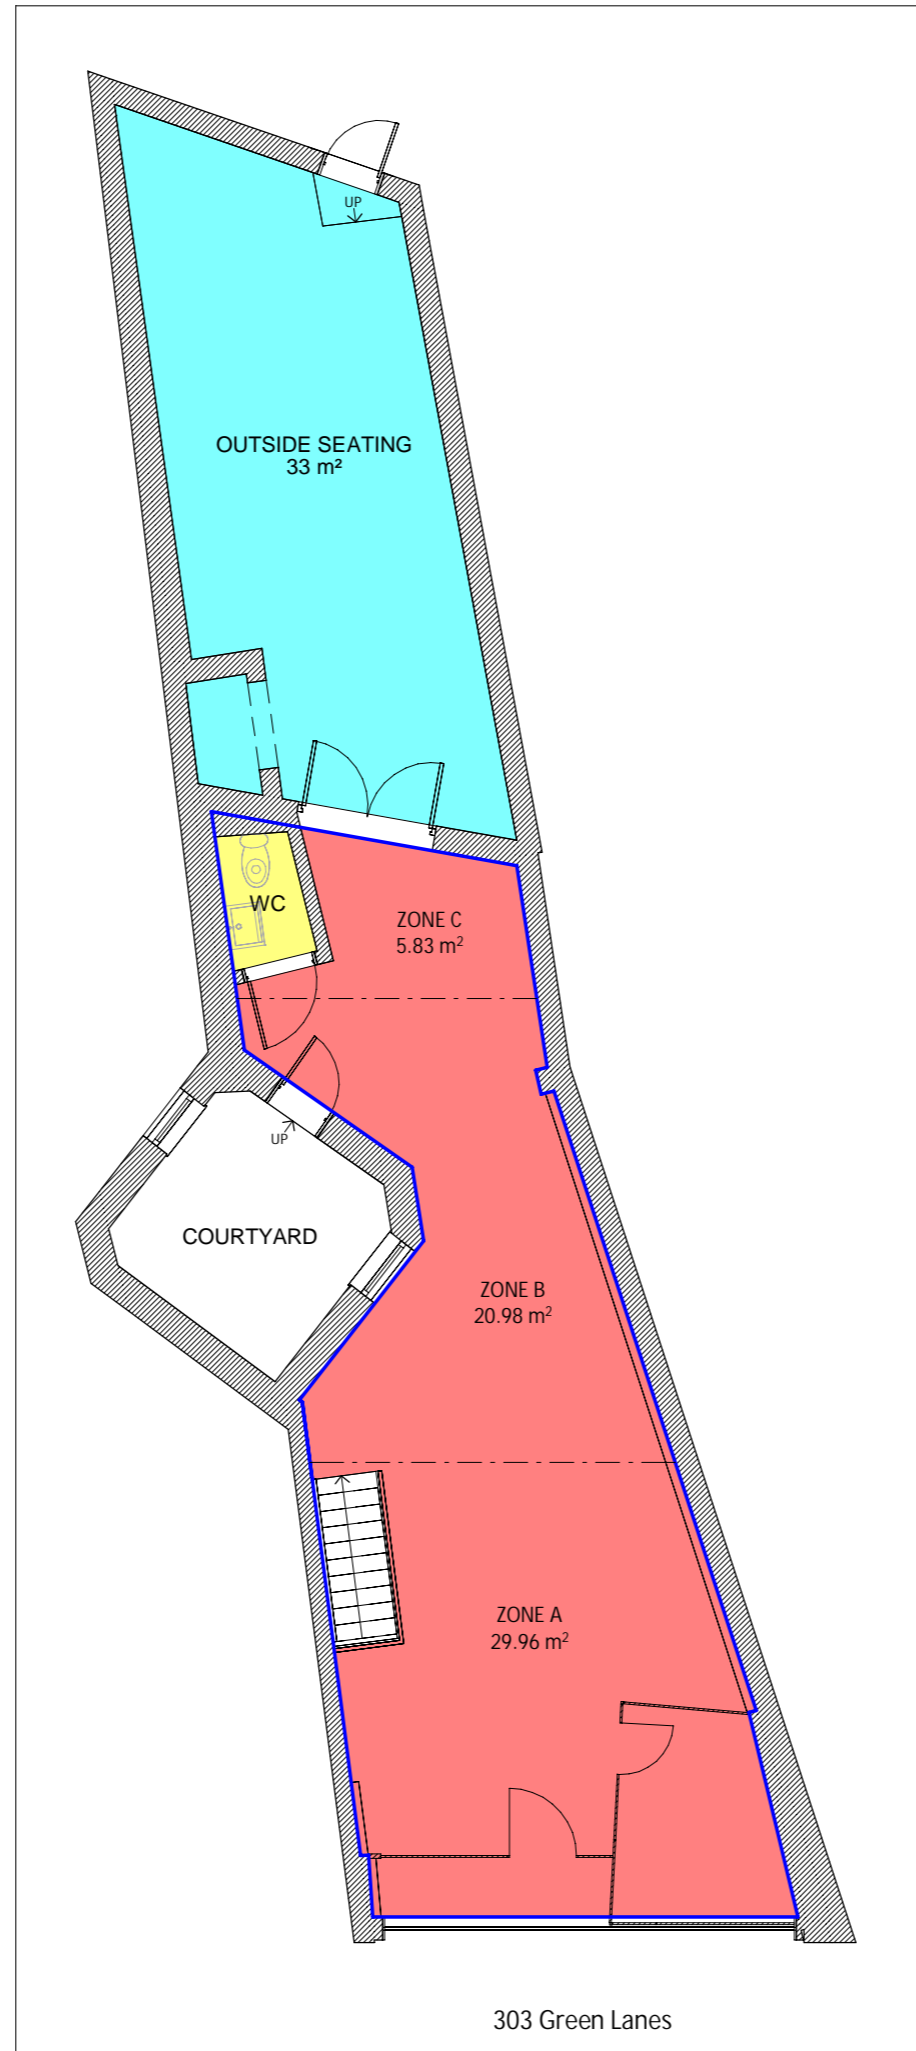 UP
OUTSIDE SEATING
33 m²
WC
ZONE C
5.83 m²
UP
COURTYARD
ZONE B
20.98 m²
ZONE A
29.96 m²
303 Green Lanes